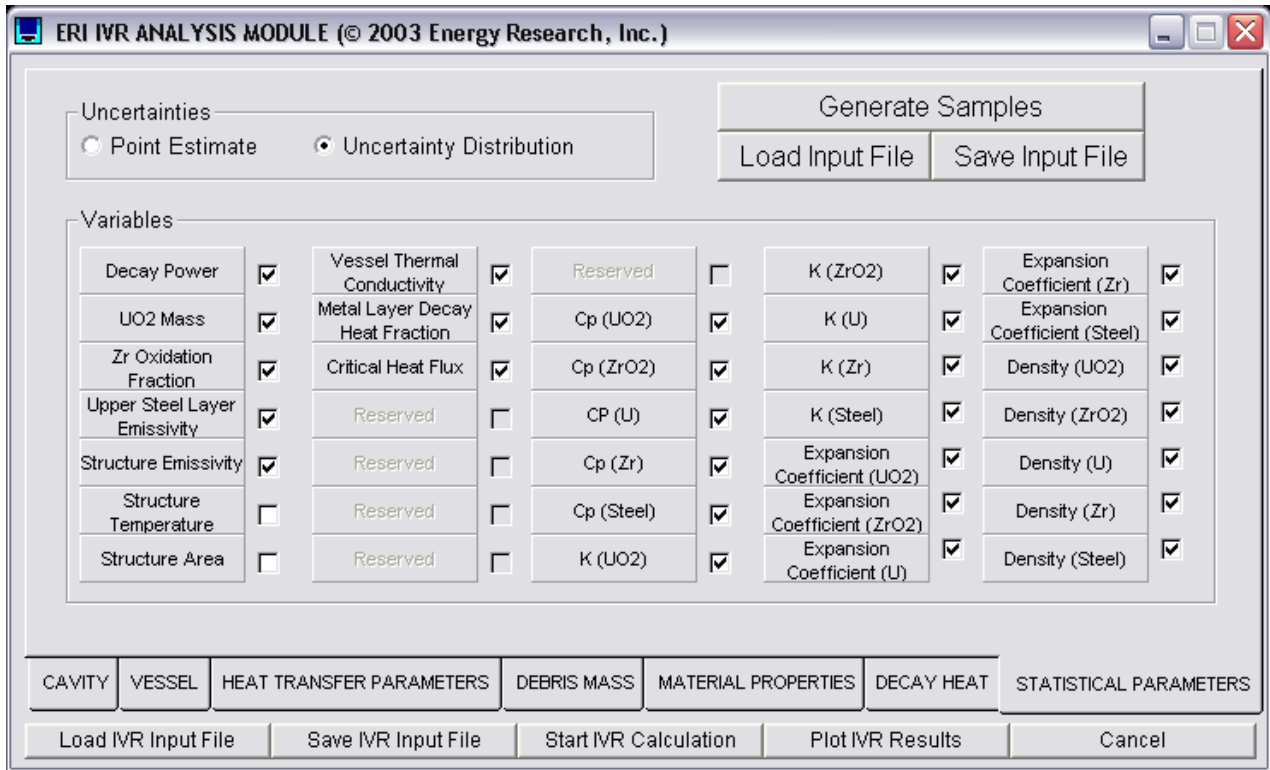 ERI IVR ANALYSIS MODULE (© 2003 Energy Research, Inc.)
Uncertainties
Point Estimate
Uncertainty Distribution
Generate Samples
Load Input File
Save Input File
Variables
Decay Power
UO2 Mass
Zr Oxidation
Fraction
Upper Steel Layer
Emissivity
Structure Emissivity
Structure
Temperature
Structure Area
Vessel Thermal
Conductivity
Metal Layer Decay
Heat Fraction
Critical Heat Flux
Reserved
Reserved
Reserved
Reserved
Reserved
Cp (UO2)
Cp (ZrO2)
CP (U)
Cp (Zr)
Cp (Steel)
K (UO2)
K (ZrO2)
K (U)
K (Zr)
K (Steel)
Expansion
Coefficient (UO2)
Expansion
Coefficient (ZrO2)
Expansion
Coefficient (U)
Expansion
Coefficient (Zr)
Expansion
Coefficient (Steel)
Density (UO2)
Density (ZrO2)
Density (U)
Density (Zr)
Density (Steel)
CAVITY
VESSEL
HEAT TRANSFER PARAMETERS
DEBRIS MASS
MATERIAL PROPERTIES
DECAY HEAT
STATISTICAL PARAMETERS
Load IVR Input File
Save IVR Input File
Start IVR Calculation
Plot IVR Results
Cancel